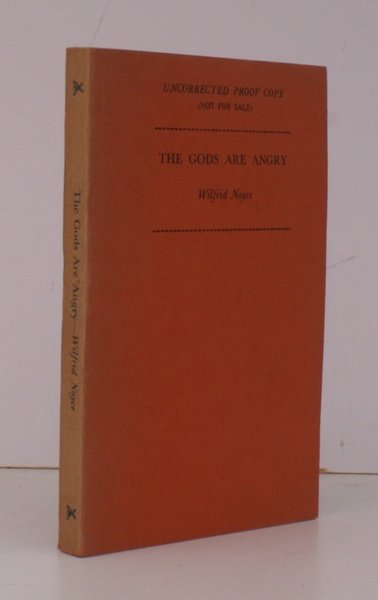 UNCORRECTED PROOF COPY
(NOT FOR SALE)
THE GODS ARE ANGRY
Wilfrid Noyce
The Gods Are Angry—Wilfrid Noyce